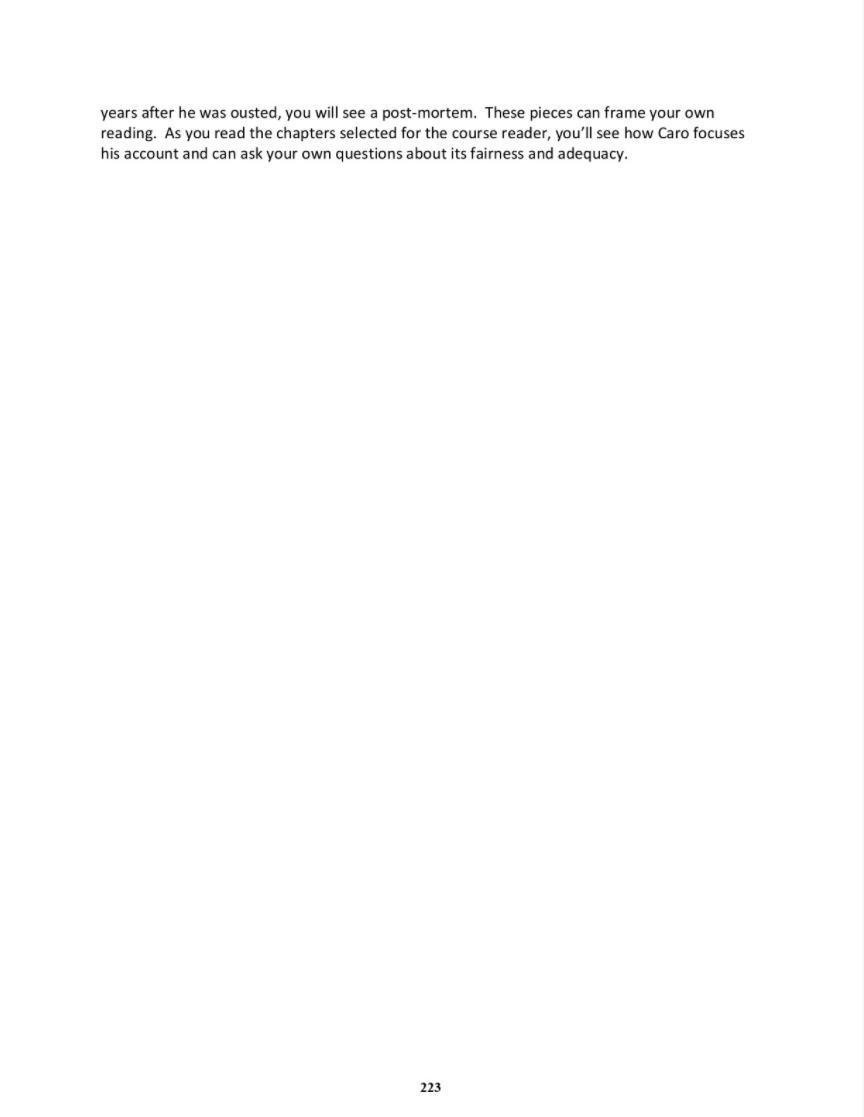 years after he was ousted, you will see a post-mortem.  These pieces can frame your own
reading.  As you read the chapters selected for the course reader, you’ll see how Caro focuses
his account and can ask your own questions about its fairness and adequacy.
223